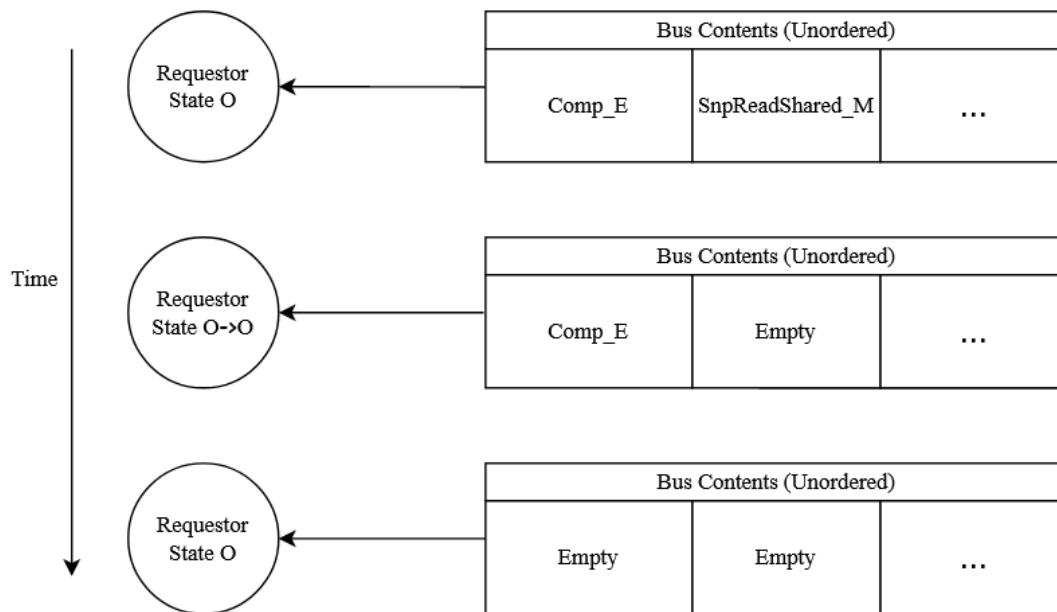 Bus Contents (Unordered)
Requestor
State O
Comp_E
SnpReadShared_M
...
Bus Contents (Unordered)
Time
Requestor
State O->O
Comp_E
Empty
...
Bus Contents (Unordered)
Requestor
State O
Empty
Empty
...